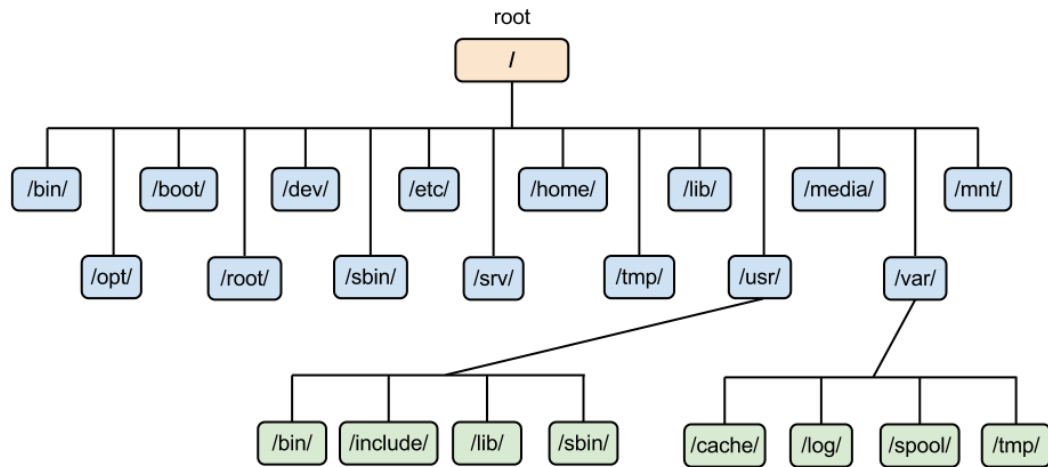 root
/
/bin/
/boot/
/dev/
/etc/
/home/
/lib/
/media/
/mnt/
/opt/
/root/
/sbin/
/srv/
/tmp/
/usr/
/var/
/bin/
/include/
/lib/
/sbin/
/cache/
/log/
/spool/
/tmp/